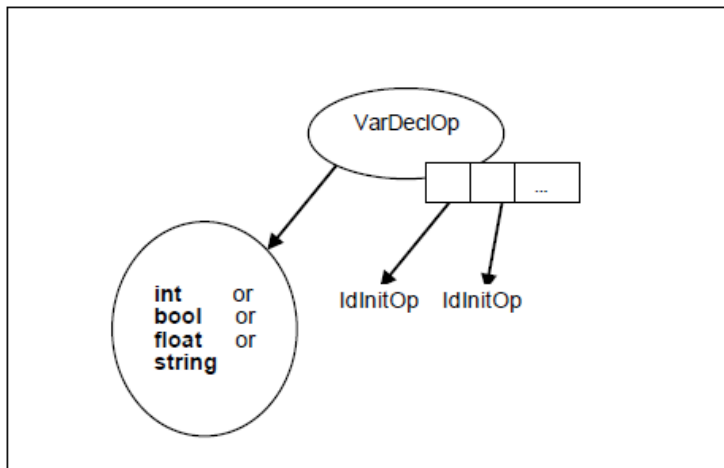 VarDeclOp
...
int or
bool or
float or
string
IdInitOp IdInitOp